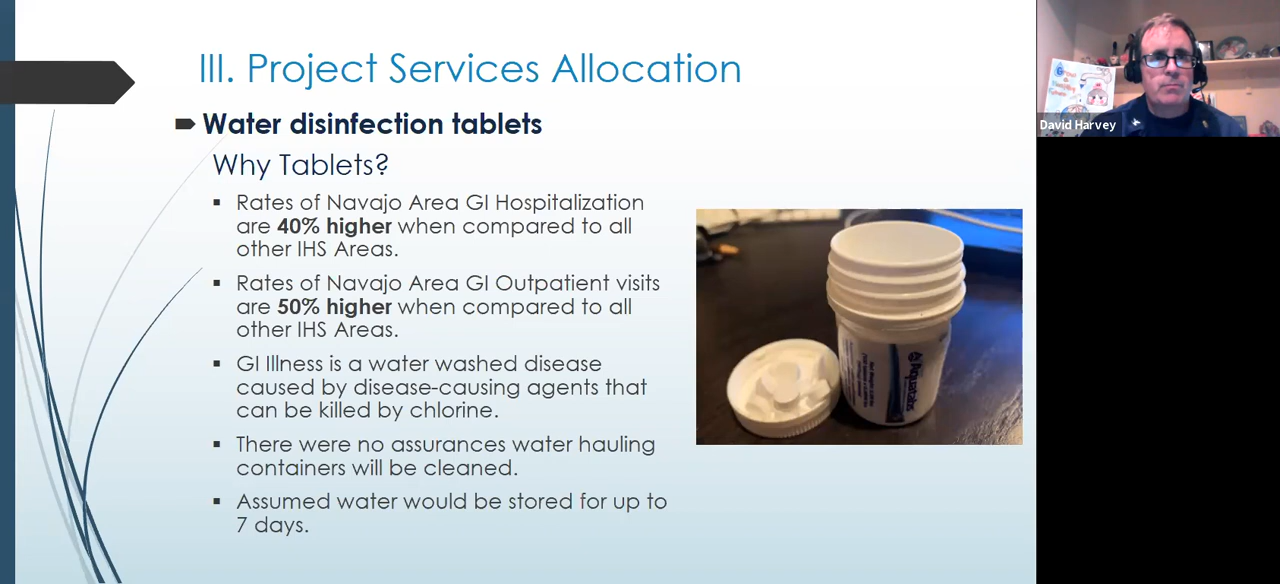 III. Project Services Allocation
Water disinfection tablets
Why Tablets?
Rates of Navajo Area GI Hospitalization
are 40% higher when compared to all
other IHS Areas.
Rates of Navajo Area GI Outpatient visits
are 50% higher when compared to all
other IHS Areas.
GI Illness is a water washed disease
caused by disease-causing agents that
can be killed by chlorine.
There were no assurances water hauling
containers will be cleaned.
Assumed water would be stored for up to
7 days.
Aquatabs
David Harvey